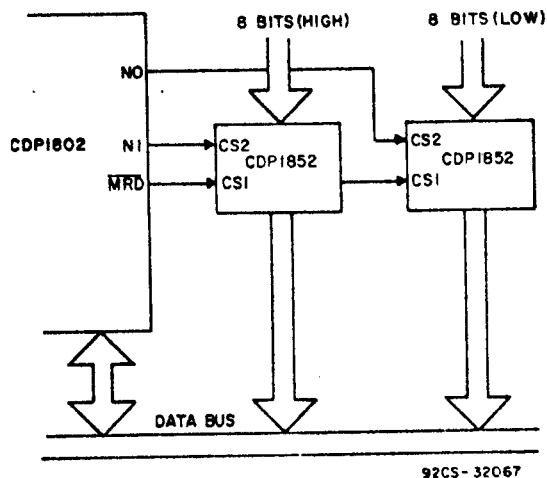 8 BITS (HIGH)
8 BITS (LOW)
NO
CDP1802
N1
MRD
CS2
CDP1852
CS1
CS2
CDP1852
CS1
DATA BUS
92CS-32067